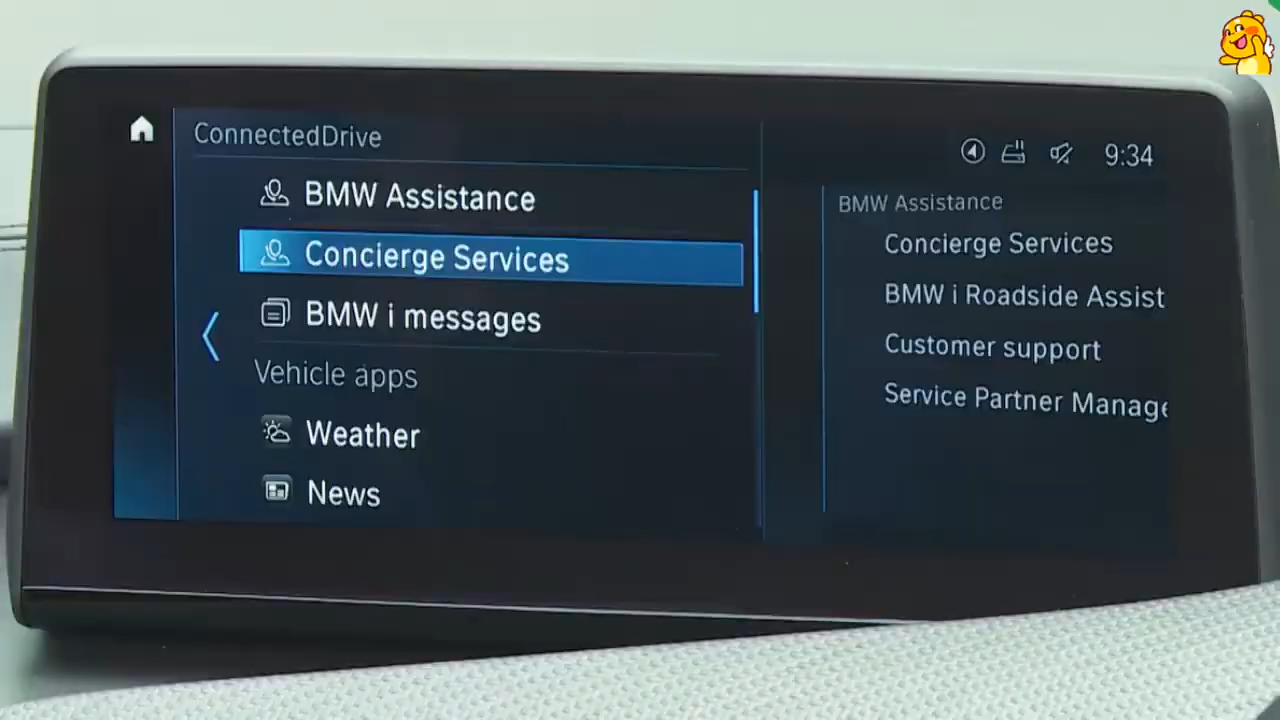 ConnectedDrive
BMW Assistance
Concierge Services
BMW i messages
Vehicle apps
Weather
News
9:34
BMW Assistance
Concierge Services
BMW i Roadside Assist
Customer support
Service Partner Manage